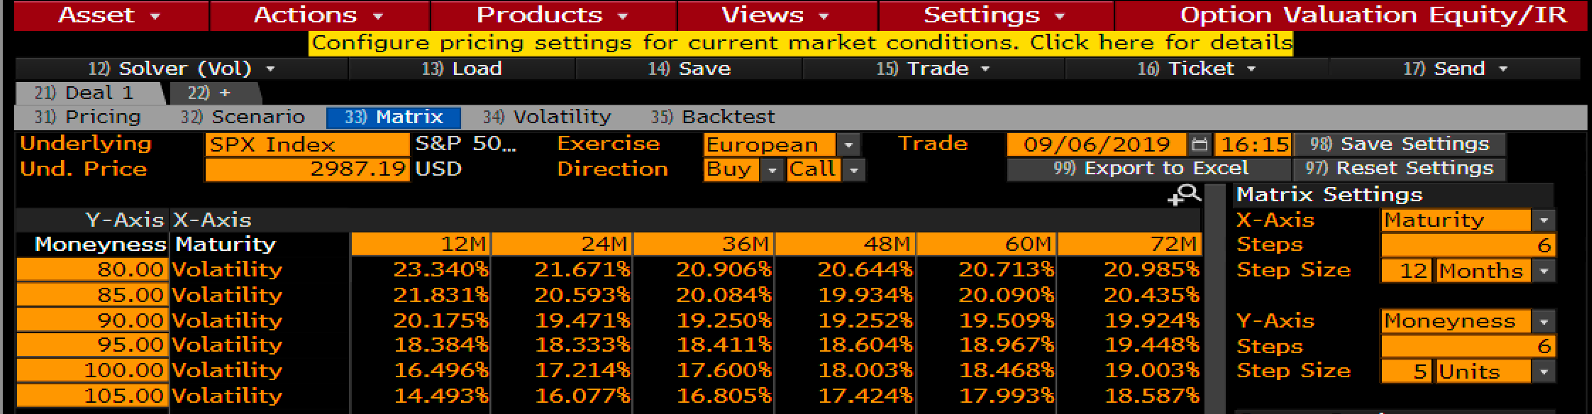 Asset Actions Products Views Settings Option Valuation Equity/IR
Configure pricing settings for current market conditions. Click here for details
12) Solver (Vol) 13) Load 14) Save 15) Trade 16) Ticket 17) Send
21) Deal 1 22) +
31) Pricing 32) Scenario 33) Matrix 34) Volatility 35) Backtest
Underlying SPX Index S&P 50... Exercise European Trade 09/06/2019 16:15 98) Save Settings
Und. Price 2987.19 USD Direction Buy Call 99) Export to Excel 97) Reset Settings
Matrix Settings
Y-Axis X-Axis X-Axis Maturity
Moneyness Maturity 12M 24M 36M 48M 60M 72M Steps 6
80.00 Volatility 23.340% 21.671% 20.906% 20.644% 20.713% 20.985% Step Size 12 Months
85.00 Volatility 21.831% 20.593% 20.084% 19.934% 20.090% 20.435%
90.00 Volatility 20.175% 19.471% 19.250% 19.252% 19.509% 19.924% Y-Axis Moneyness
95.00 Volatility 18.384% 18.333% 18.411% 18.604% 18.967% 19.448% Steps 6
100.00 Volatility 16.496% 17.214% 17.600% 18.003% 18.468% 19.003% Step Size 5 Units
105.00 Volatility 14.493% 16.077% 16.805% 17.424% 17.993% 18.587%